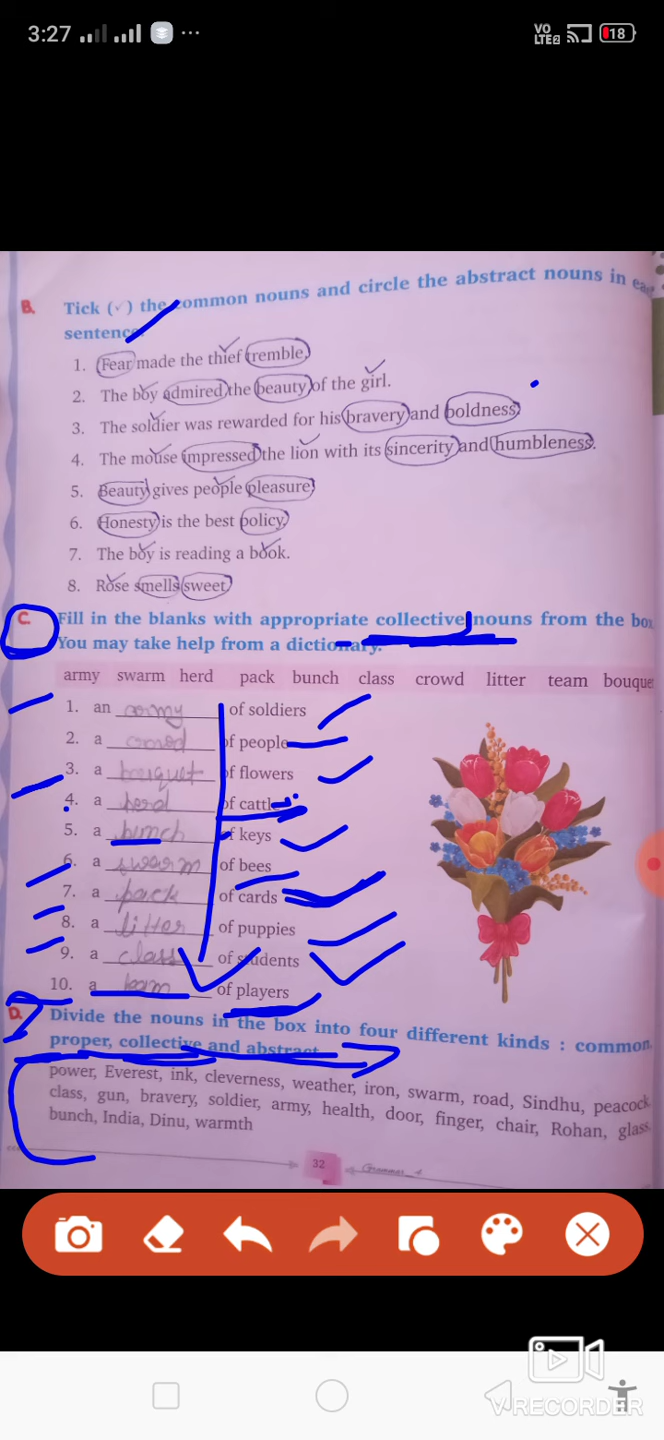 3:27
VO
LTE2
18
B. Tick (✓) the common nouns and circle the abstract nouns in
sentence
1. Fear made the thief tremble.
2. The boy admired the beauty of the girl.
3. The soldier was rewarded for his bravery and boldness.
4. The mouse impressed the lion with its sincerity and humbleness.
5. Beauty gives people pleasure.
6. Honesty is the best policy.
7. The boy is reading a book.
8. Rose smells sweet.
C. Fill in the blanks with appropriate collective nouns from the
You may take help from a dictionary.
army swarm herd pack bunch class crowd litter team bouque
1. an army of soldiers
2. a crowd of people
3. a bouquet of flowers
4. a herd of cattle
5. a bunch of keys
6. a swarm of bees
7. a pack of cards
8. a litter of puppies
9. a class of students
10. a team of players
D. Divide the nouns in the box into four different kinds : common,
proper, collective and abstract.
power, Everest, ink, cleverness, weather, iron, swarm, road, Sindhu, peacock,
class, gun, bravery, soldier, army, health, door, finger, chair, Rohan, glass,
bunch, India, Dinu, warmth
32
V RECORDER